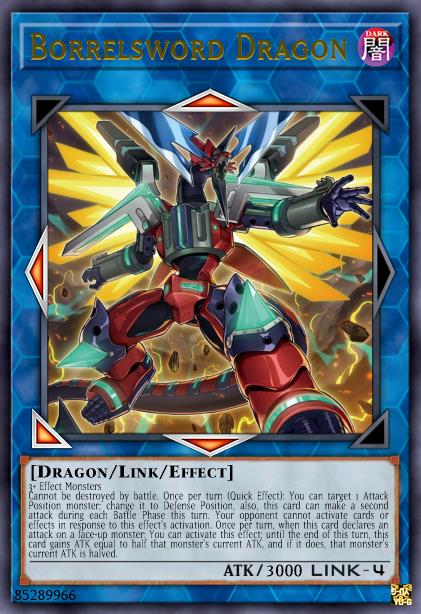 BORRELSWORD DRAGON
DARK
闇
[DRAGON/LINK/EFFECT]
3+ Effect Monsters
Cannot be destroyed by battle. Once per turn (Quick Effect): You can target 1 Attack
Position monster; change it to Defense Position, also, this card can make a second
attack during each Battle Phase this turn. Your opponent cannot activate cards or
effects in response to this effect's activation. Once per turn, when this card declares an
attack on a face-up monster: You can activate this effect; until the end of this turn, this
card gains ATK equal to half that monster's current ATK, and if it does, that monster's
current ATK is halved.
ATK/3000 LINK-4
85289966